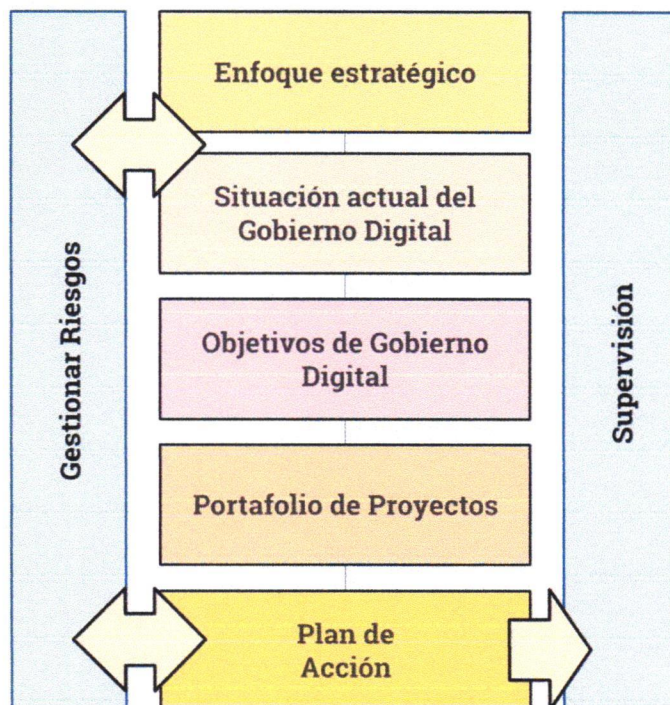 Enfoque estratégico
Situación actual del
Gobierno Digital
Objetivos de Gobierno
Digital
Portafolio de Proyectos
Plan de
Acción
Gestionar Riesgos
Supervisión